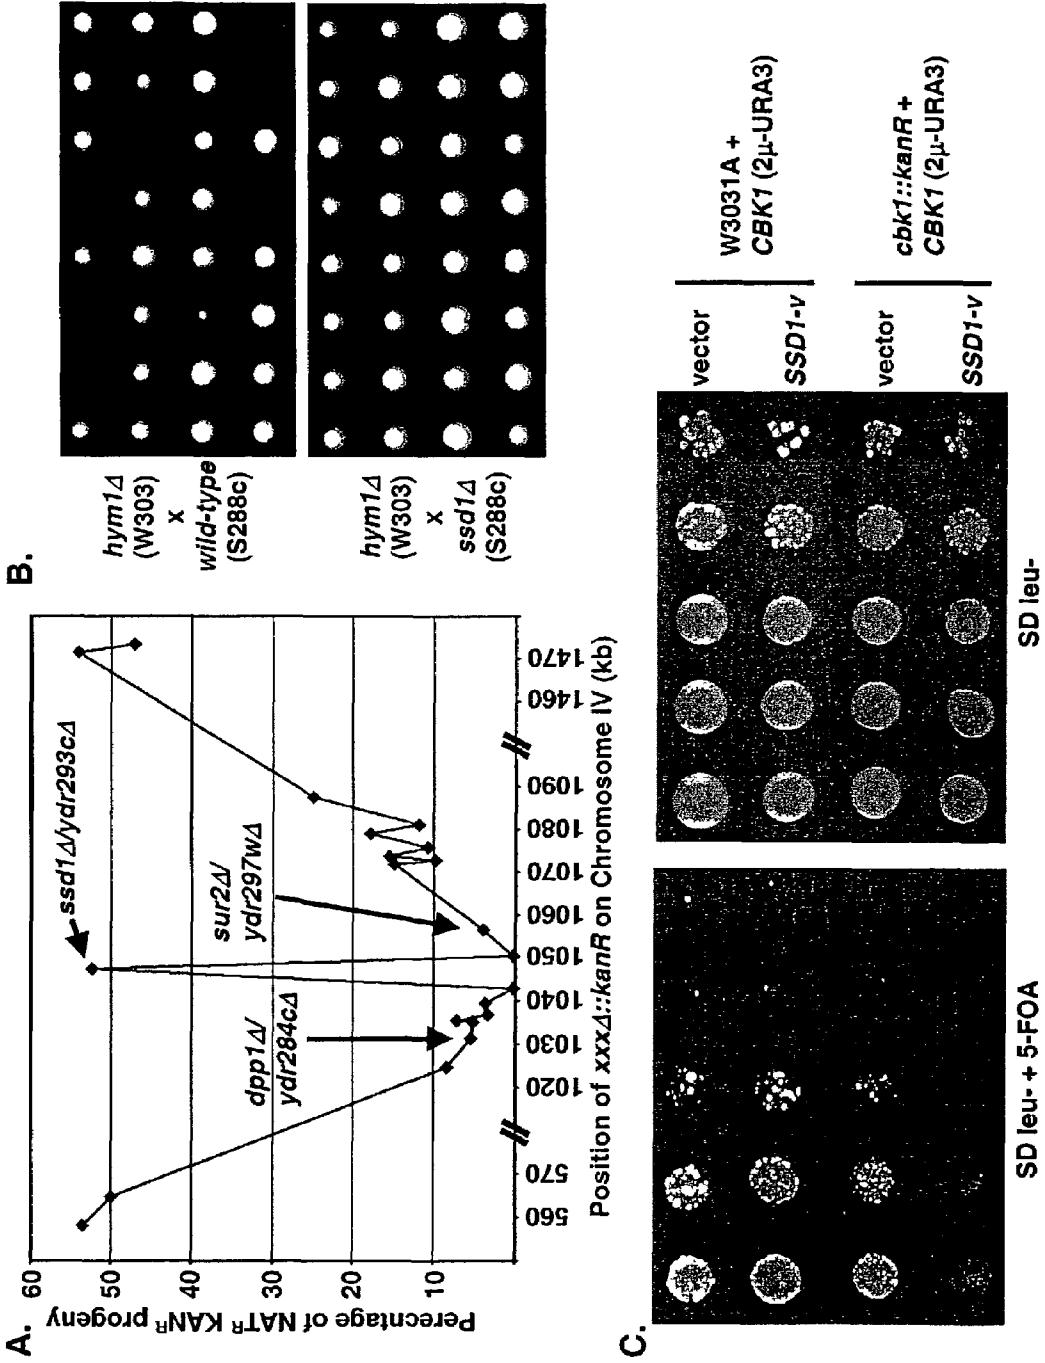 A.
Percentage of NATᴿ KANᴿ progeny
60
50
40
30
20
10
ssd1Δ/ydr293cΔ
dpp1Δ/
ydr284cΔ
sur2Δ/
ydr297wΔ
560
570
1020
1030
1040
1050
1060
1070
1080
1090
1460
1470
Position of xxxΔ::kanR on Chromosome IV (kb)
B.
hym1Δ
(W303)
x
wild-type
(S288c)
hym1Δ
(W303)
x
ssd1Δ
(S288c)
C.
vector
SSD1-v
W3031A +
CBK1 (2μ-URA3)
vector
SSD1-v
cbk1::kanR +
CBK1 (2μ-URA3)
SD leu- + 5-FOA
SD leu-